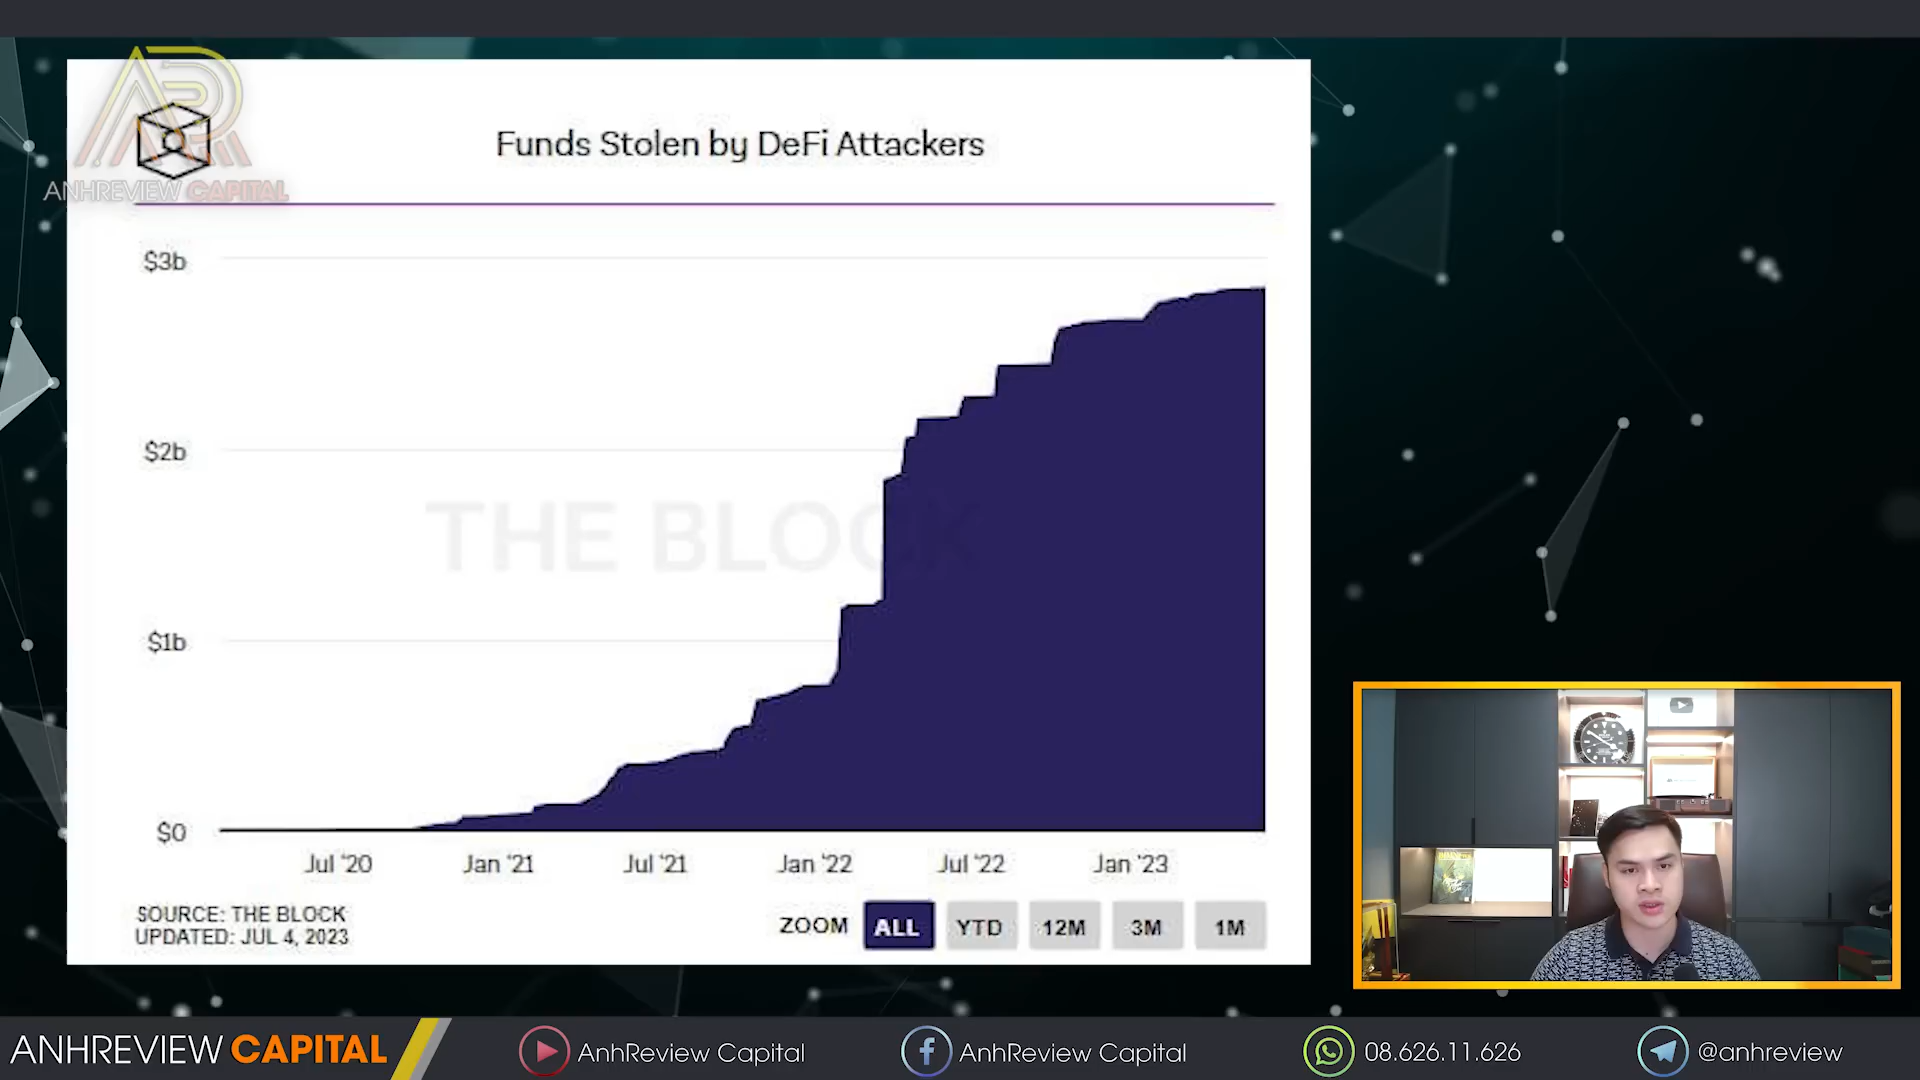 ANHREVIEW CAPITAL
Funds Stolen by DeFi Attackers
$3b
$2b
$1b
$0
THE BLOCK
Jul '20
Jan '21
Jul '21
Jan '22
Jul '22
Jan '23
SOURCE: THE BLOCK
UPDATED: JUL 4, 2023
ZOOM ALL YTD 12M 3M 1M
ANHREVIEW CAPITAL
AnhReview Capital
AnhReview Capital
08.626.11.626
@anhreview